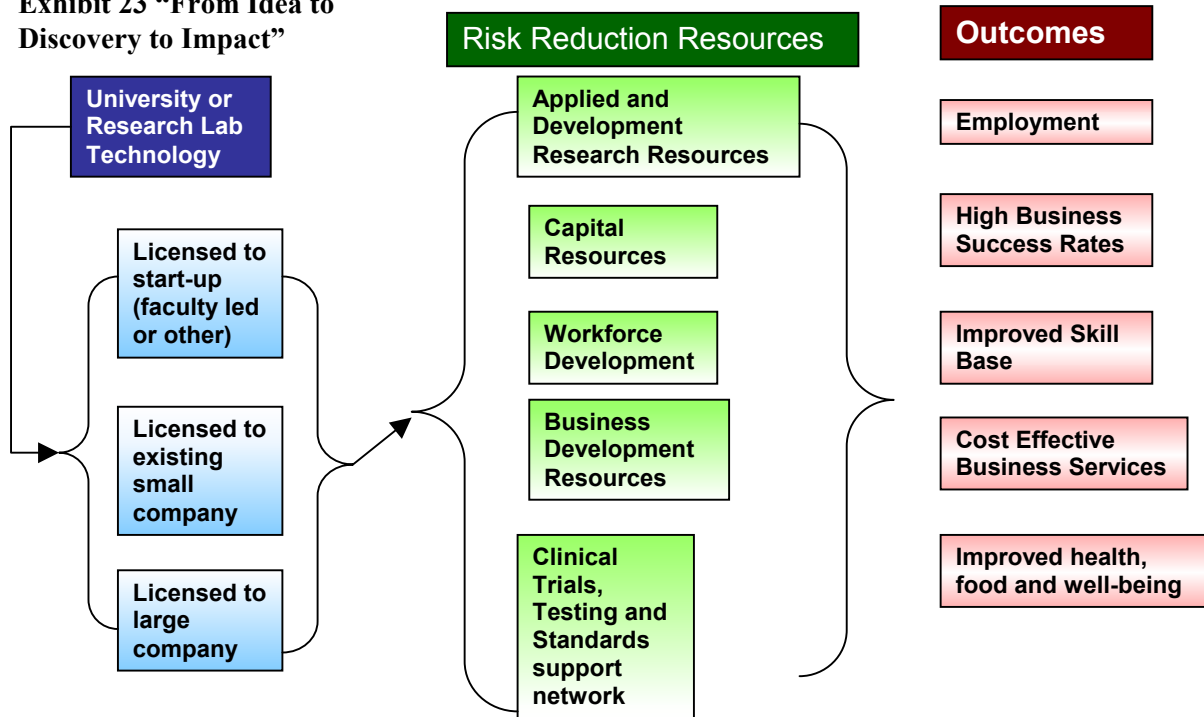 Exhibit 23 “From Idea to
Discovery to Impact”
University or
Research Lab
Technology
Licensed to
start-up
(faculty led
or other)
Licensed to
existing
small
company
Licensed to
large
company
Risk Reduction Resources
Applied and
Development
Research Resources
Capital
Resources
Workforce
Development
Business
Development
Resources
Clinical
Trials,
Testing and
Standards
support
network
Outcomes
Employment
High Business
Success Rates
Improved Skill
Base
Cost Effective
Business Services
Improved health,
food and well-being